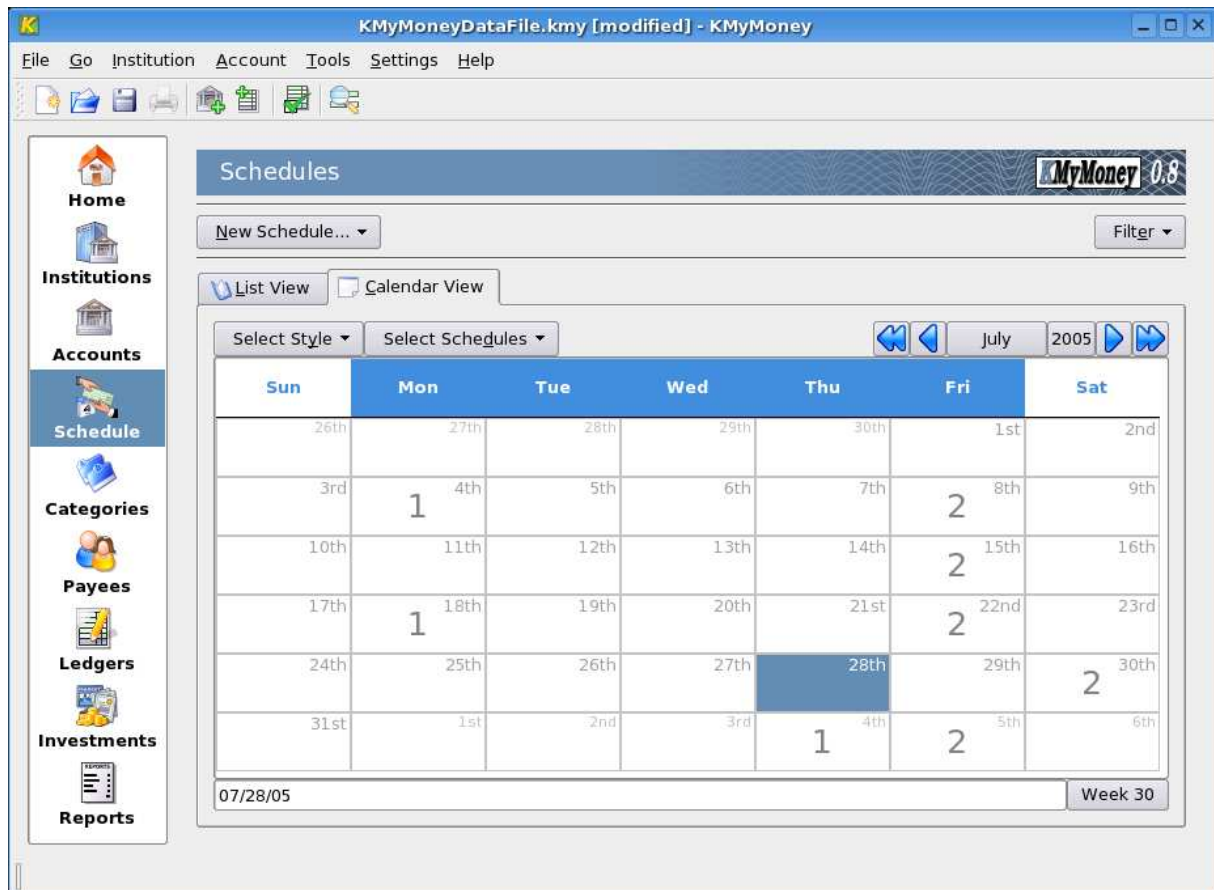 KMyMoneyDataFile.kmy [modified] - KMyMoney
File Go Institution Account Tools Settings Help
Home
Institutions
Accounts
Schedule
Categories
Payees
Ledgers
Investments
Reports
Schedules
KMyMoney 0.8
New Schedule...
Filter
List View Calendar View
Select Style Select Schedules July 2005
Sun Mon Tue Wed Thu Fri Sat
26th 27th 28th 29th 30th 1st 2nd
3rd 4th 1 5th 6th 7th 8th 2 9th
10th 11th 12th 13th 14th 15th 2 16th
17th 18th 1 19th 20th 21st 22nd 2 23rd
24th 25th 26th 27th 28th 29th 30th 2
31st 1st 2nd 3rd 4th 1 5th 2 6th
07/28/05 Week 30